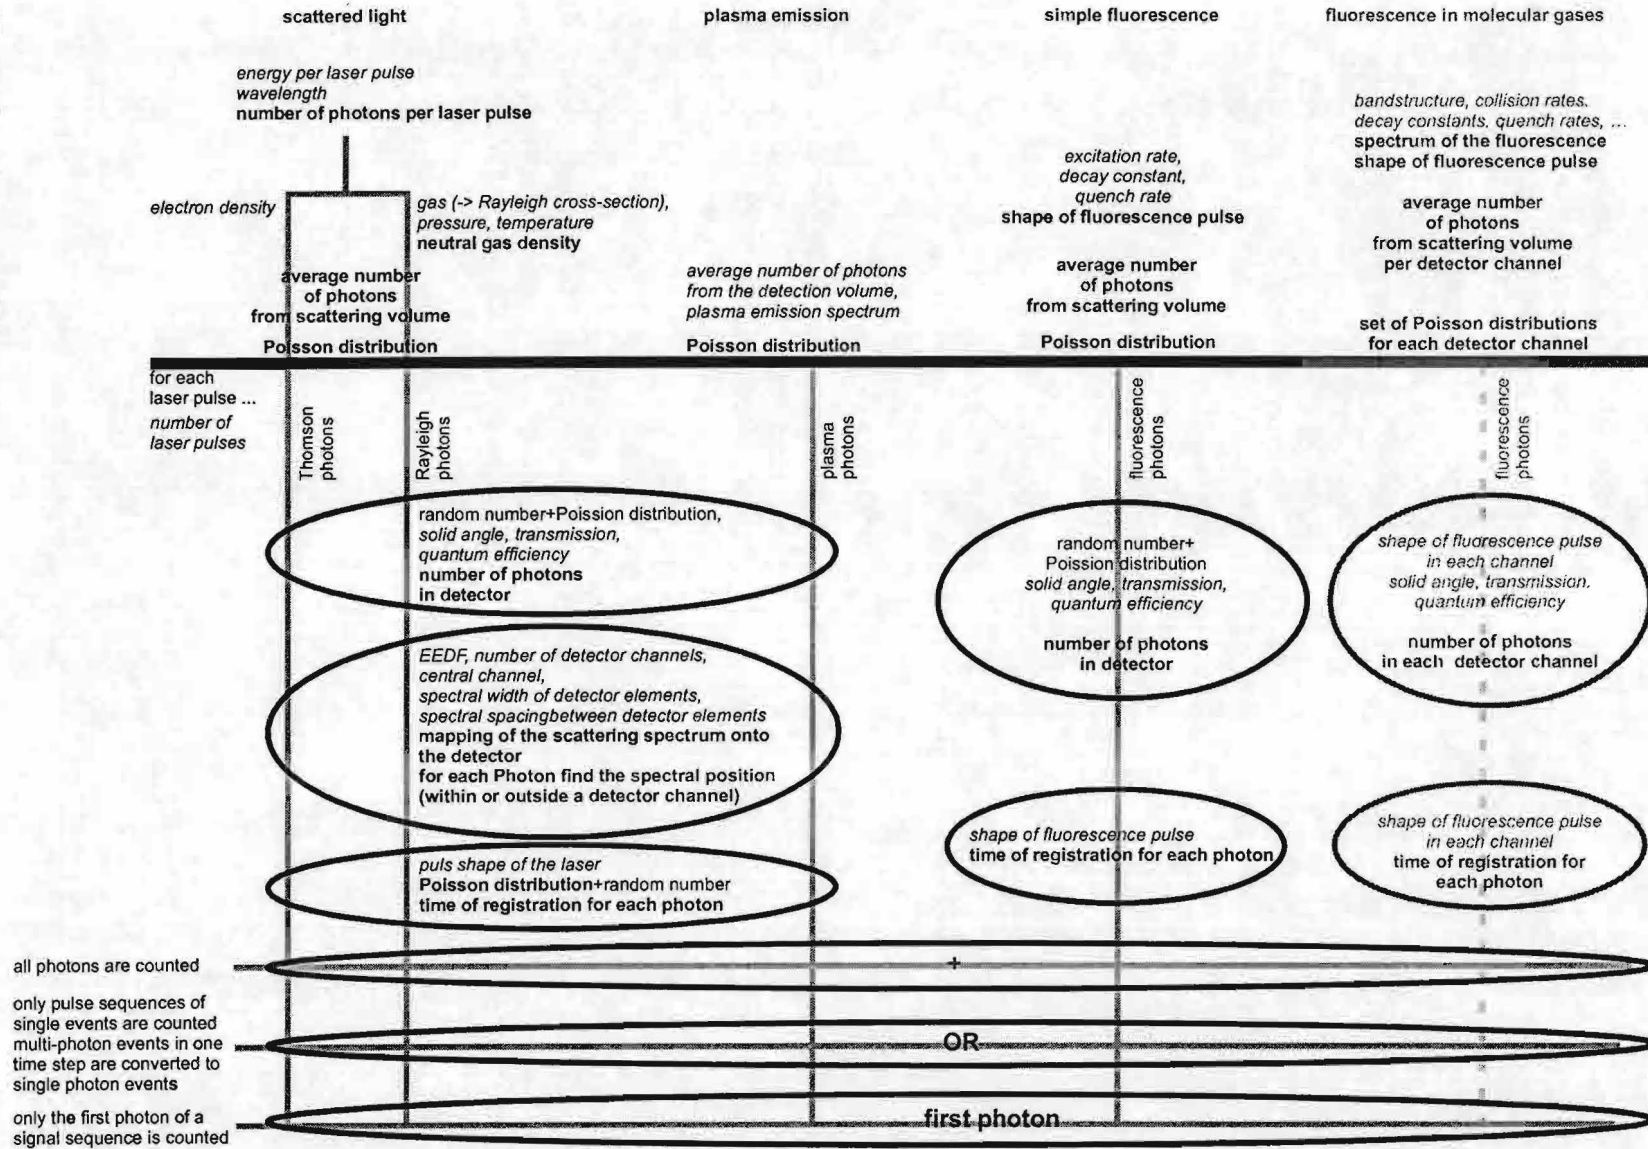 scattered light
plasma emission
simple fluorescence
fluorescence in molecular gases
energy per laser pulse
wavelength
number of photons per laser pulse
electron density
gas (-> Rayleigh cross-section),
pressure, temperature
neutral gas density
average number
of photons
from scattering volume
Poisson distribution
average number of photons
from the detection volume,
plasma emission spectrum
Poisson distribution
excitation rate,
decay constant,
quench rate
shape of fluorescence pulse
average number
of photons
from scattering volume
Poisson distribution
bandstructure, collision rates,
decay constants, quench rates, ...
spectrum of the fluorescence
shape of fluorescence pulse
average number
of photons
from scattering volume
per detector channel
set of Poisson distributions
for each detector channel
for each
laser pulse ...
number of
laser pulses
Thomson
photons
Rayleigh
photons
plasma
photons
fluorescence
photons
fluorescence
photons
random number+Poission distribution,
solid angle, transmission,
quantum efficiency
number of photons
in detector
random number+
Poission distribution
solid angle, transmission,
quantum efficiency
number of photons
in detector
shape of fluorescence pulse
in each channel
solid angle, transmission,
quantum efficiency
number of photons
in each detector channel
EEDF, number of detector channels,
central channel,
spectral width of detector elements,
spectral spacingbetween detector elements
mapping of the scattering spectrum onto
the detector
for each Photon find the spectral position
(within or outside a detector channel)
puls shape of the laser
Poisson distribution+random number
time of registration for each photon
shape of fluorescence pulse
time of registration for each photon
shape of fluorescence pulse
in each channel
time of registration for
each photon
all photons are counted
+
only pulse sequences of
single events are counted
multi-photon events in one
time step are converted to
single photon events
OR
only the first photon of a
signal sequence is counted
first photon